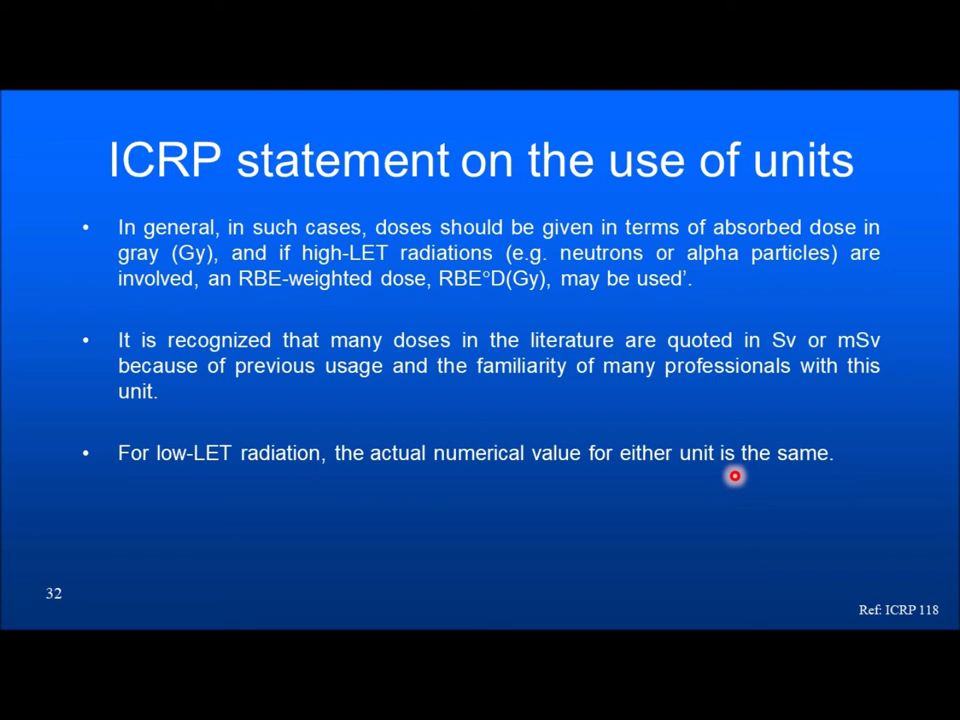 ICRP statement on the use of units
• In general, in such cases, doses should be given in terms of absorbed dose in
gray (Gy), and if high-LET radiations (e.g. neutrons or alpha particles) are
involved, an RBE-weighted dose, RBE°D(Gy), may be used’.
• It is recognized that many doses in the literature are quoted in Sv or mSv
because of previous usage and the familiarity of many professionals with this
unit.
• For low-LET radiation, the actual numerical value for either unit is the same.
32
Ref: ICRP 118